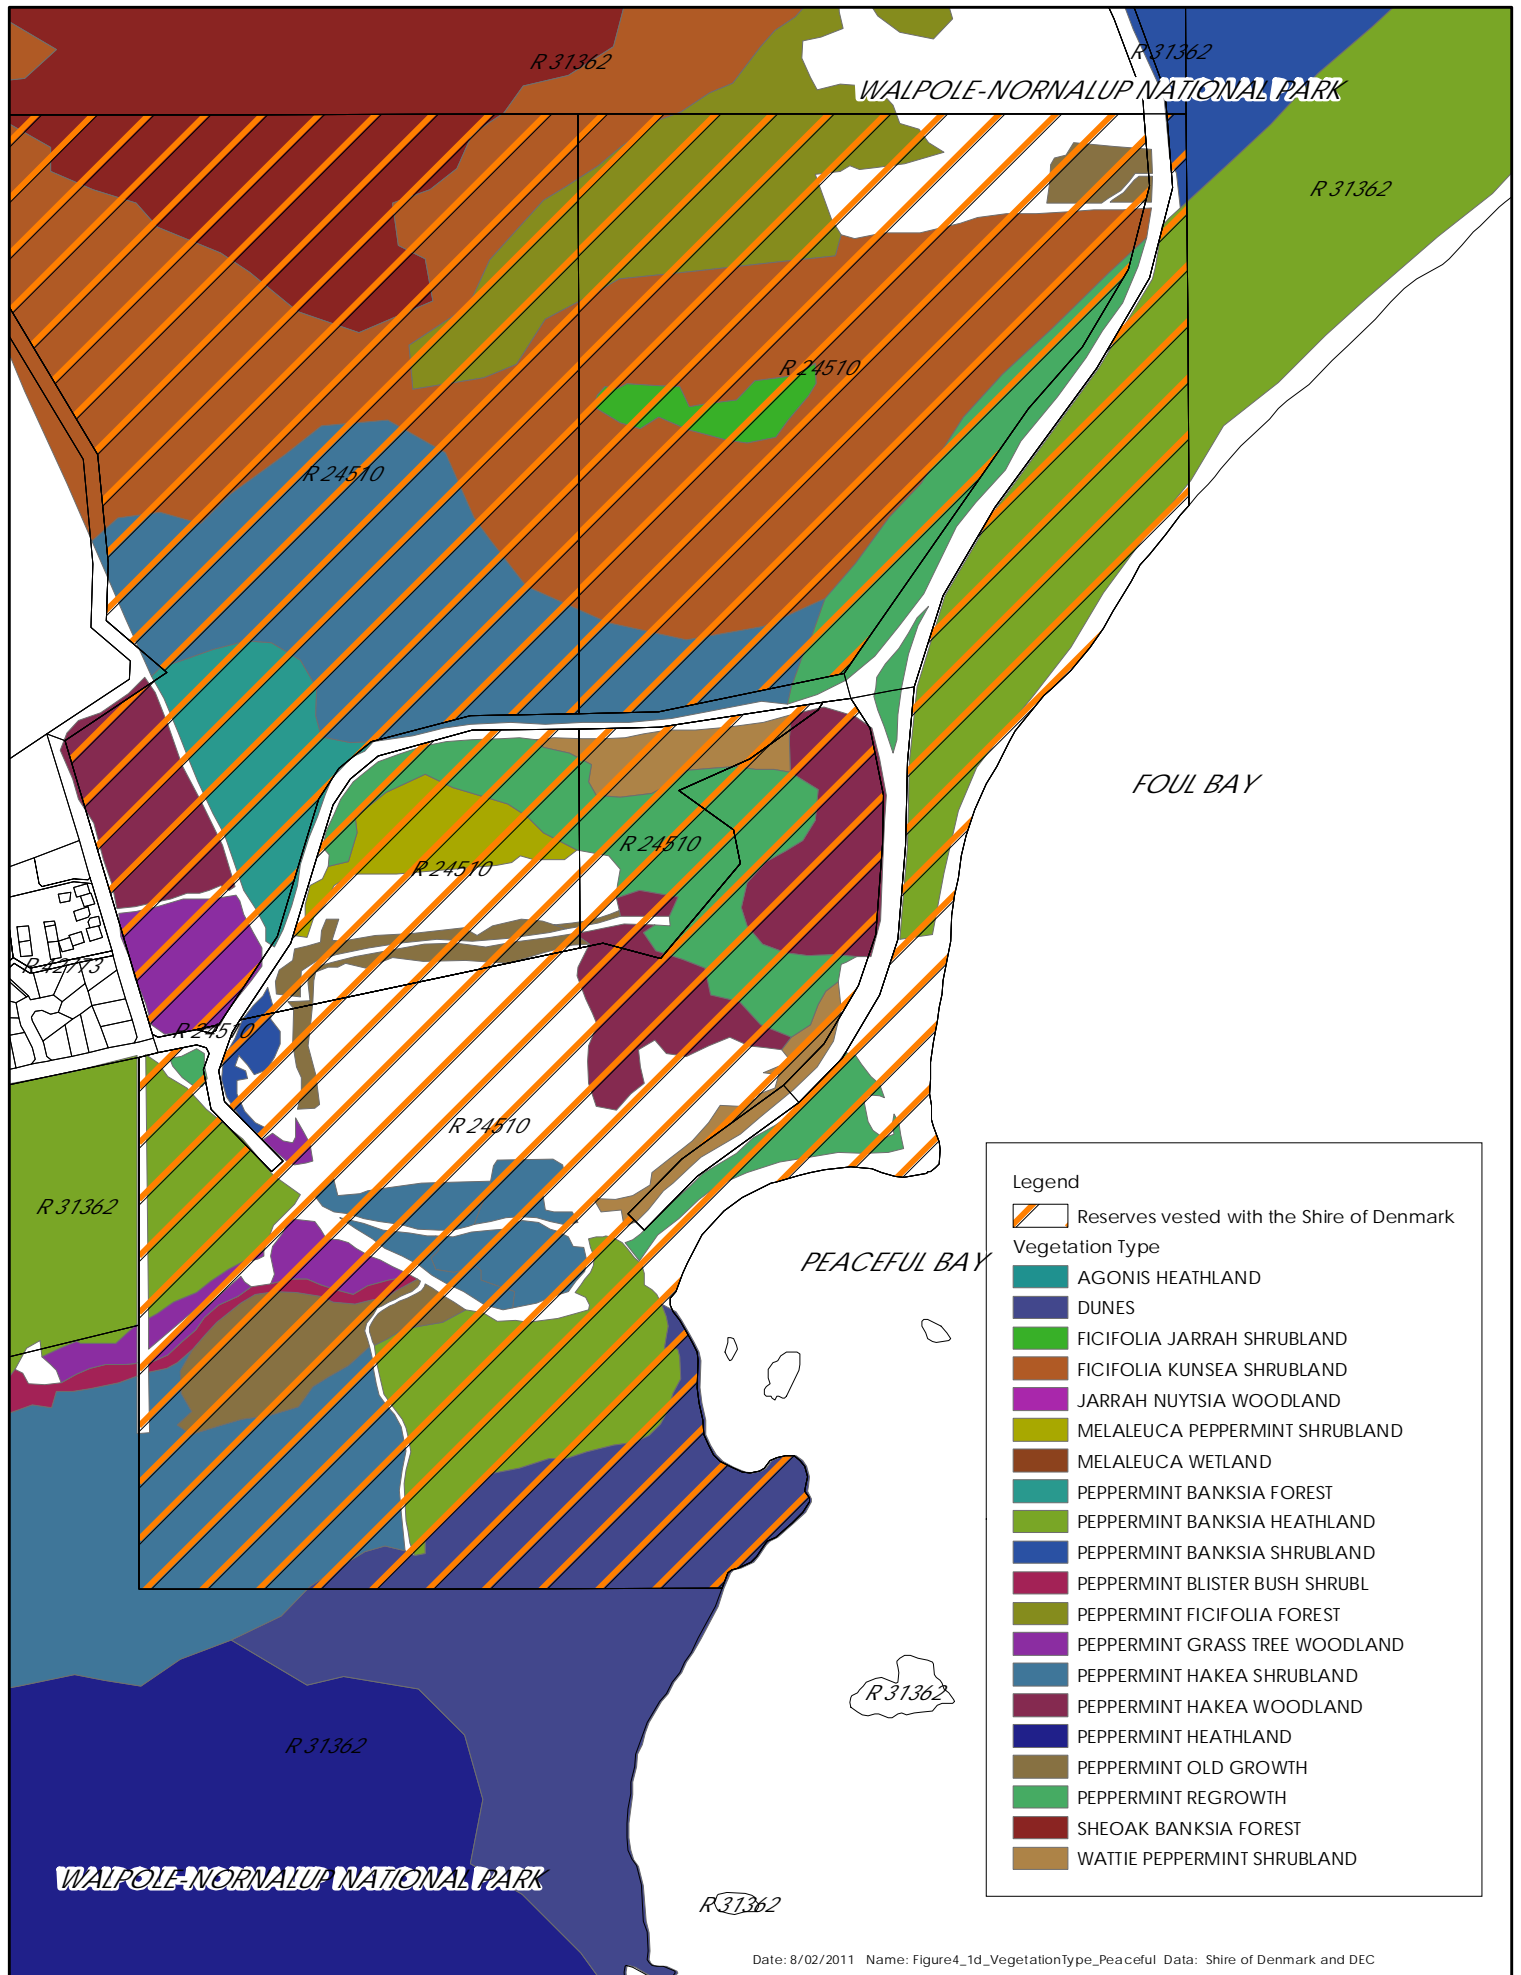 R 31362
R 31362
WALPOLE-NORNALUP NATIONAL PARK
R 31362
R 24510
R 24510
FOUL BAY
R 24510
R 24510
R 42773
R 24510
R 24510
R 31362
PEACEFUL BAY
Legend
Reserves vested with the Shire of Denmark
Vegetation Type
AGONIS HEATHLAND
DUNES
FICIFOLIA JARRAH SHRUBLAND
FICIFOLIA KUNSEA SHRUBLAND
JARRAH NUYTSIA WOODLAND
MELALEUCA PEPPERMINT SHRUBLAND
MELALEUCA WETLAND
PEPPERMINT BANKSIA FOREST
PEPPERMINT BANKSIA HEATHLAND
PEPPERMINT BANKSIA SHRUBLAND
PEPPERMINT BLISTER BUSH SHRUBL
PEPPERMINT FICIFOLIA FOREST
PEPPERMINT GRASS TREE WOODLAND
PEPPERMINT HAKEA SHRUBLAND
PEPPERMINT HAKEA WOODLAND
PEPPERMINT HEATHLAND
PEPPERMINT OLD GROWTH
PEPPERMINT REGROWTH
SHEOAK BANKSIA FOREST
WATTIE PEPPERMINT SHRUBLAND
R 31362
R 31362
WALPOLE-NORNALUP NATIONAL PARK
R 31362
Date: 8/02/2011 Name: Figure4_1d_VegetationType_Peaceful Data: Shire of Denmark and DEC